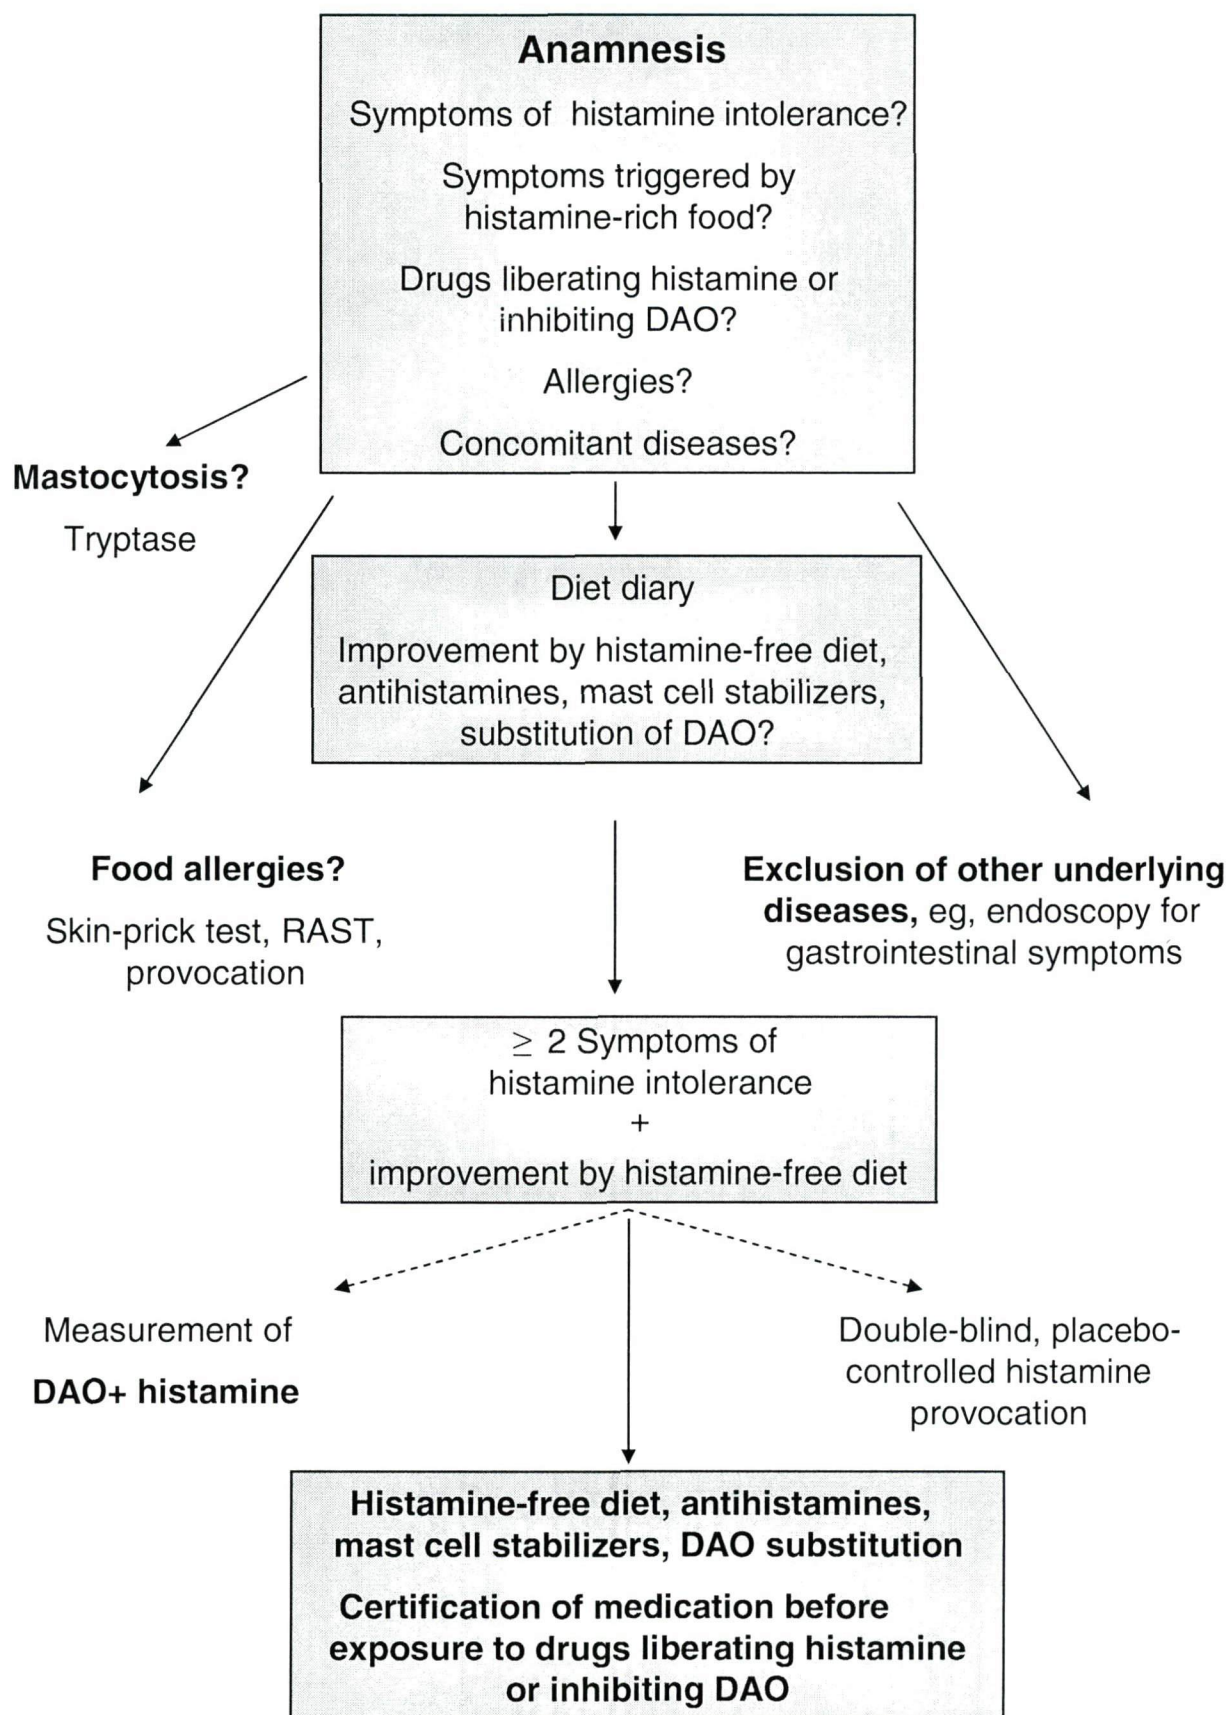 Anamnesis
Symptoms of histamine intolerance?
Symptoms triggered by
histamine-rich food?
Drugs liberating histamine or
inhibiting DAO?
Allergies?
Concomitant diseases?
Mastocytosis?
Tryptase
Diet diary
Improvement by histamine-free diet,
antihistamines, mast cell stabilizers,
substitution of DAO?
Food allergies?
Skin-prick test, RAST,
provocation
Exclusion of other underlying
diseases, eg, endoscopy for
gastrointestinal symptoms
≥ 2 Symptoms of
histamine intolerance
+
improvement by histamine-free diet
Measurement of
DAO+ histamine
Double-blind, placebo-
controlled histamine
provocation
Histamine-free diet, antihistamines,
mast cell stabilizers, DAO substitution
Certification of medication before
exposure to drugs liberating histamine
or inhibiting DAO